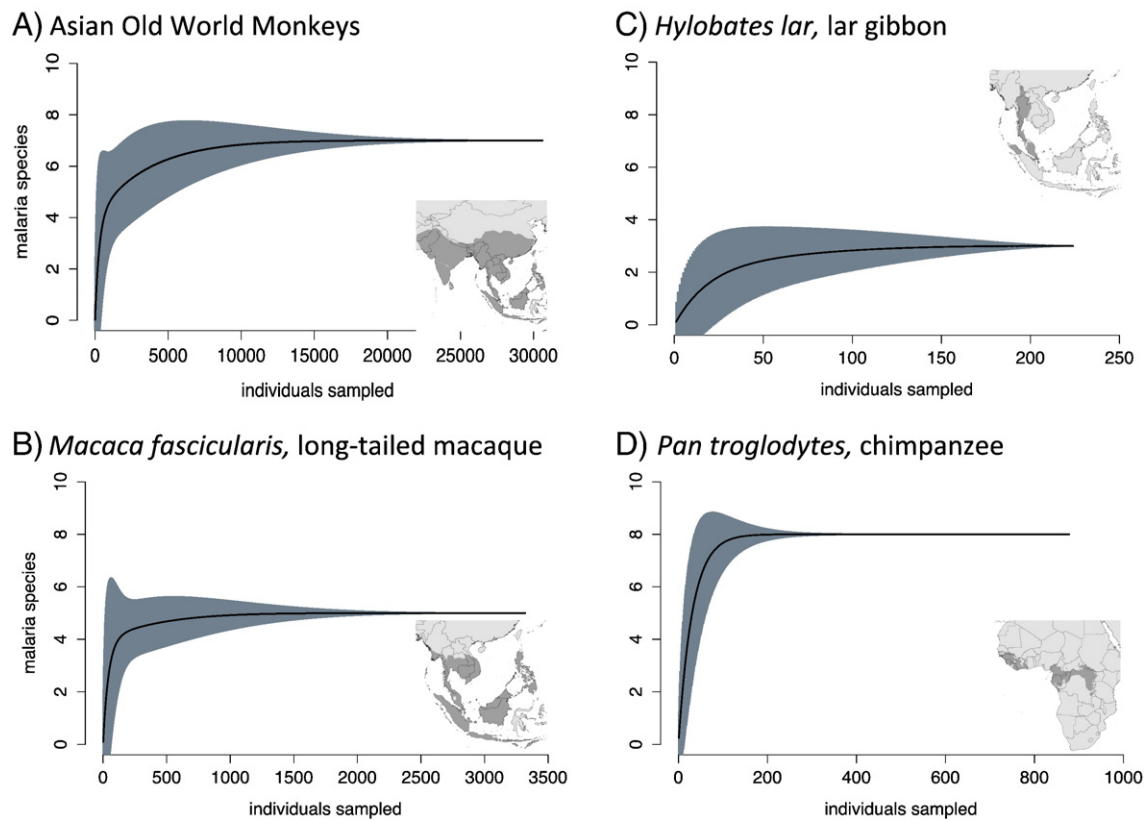 A) Asian Old World Monkeys
malaria species
0 2 4 6 8 10
0 5000 10000 15000 20000 25000 30000
individuals sampled
B) Macaca fascicularis, long-tailed macaque
malaria species
0 2 4 6 8 10
0 500 1000 1500 2000 2500 3000 3500
individuals sampled
C) Hylobates lar, lar gibbon
0 2 4 6 8 10
0 50 100 150 200 250
individuals sampled
D) Pan troglodytes, chimpanzee
0 2 4 6 8 10
0 200 400 600 800 1000
individuals sampled